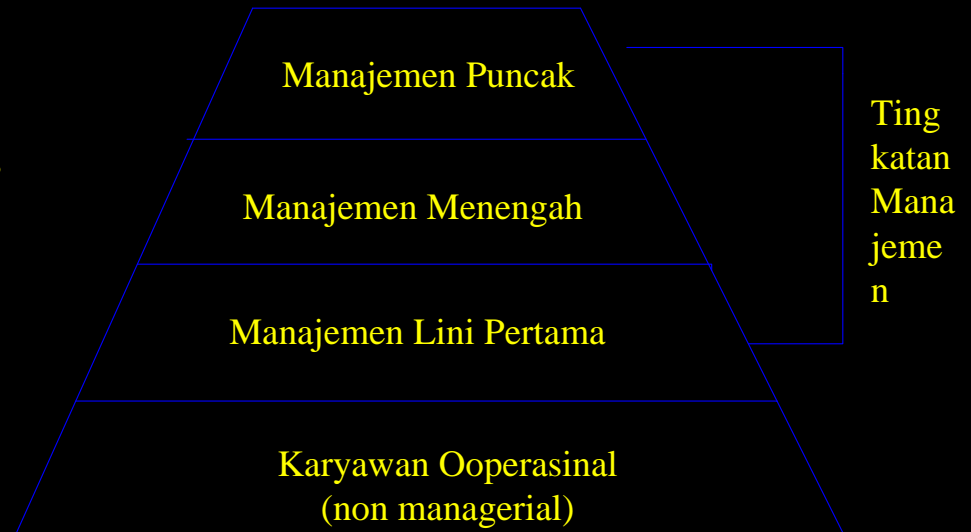 Manajemen Puncak
Manajemen Menengah
Manajemen Lini Pertama
Karyawan Ooperasinal
(non managerial)
Ting
katan
Mana
jeme
n